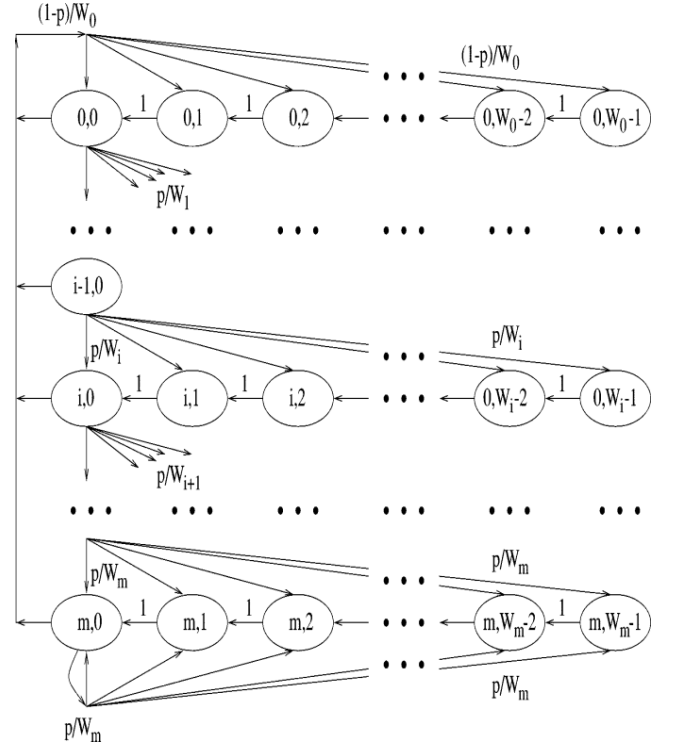 (1-p)/W₀
(1-p)/W₀
0,0 1 0,1 1 0,2 • • • 0,W₀-2 1 0,W₀-1
p/W₁
• • • • • • • • • • • • • • • • • •
i-1,0
p/Wᵢ p/Wᵢ
i,0 1 i,1 1 i,2 • • • 0,Wᵢ-2 1 0,Wᵢ-1
p/Wᵢ₊₁
• • • • • • • • • • • • • • • • • •
p/Wₘ p/Wₘ
m,0 1 m,1 1 m,2 • • • m,Wₘ-2 1 m,Wₘ-1
p/Wₘ
p/Wₘ